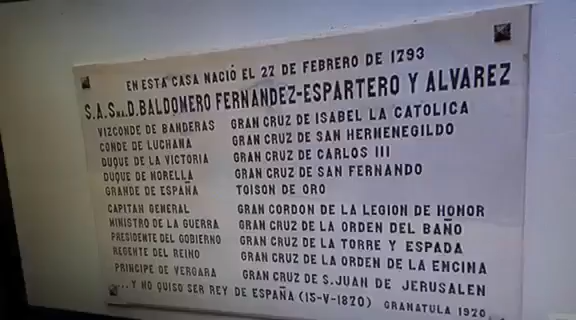 EN ESTA CASA NACIÓ EL 27 DE FEBRERO DE 1793
S.A.SMA.D.BALDOMERO FERNANDEZ-ESPARTERO Y ALVAREZ
VIZCONDE DE BANDERAS GRAN CRUZ DE ISABEL LA CATOLICA
CONDE DE LUCHANA GRAN CRUZ DE SAN HERMENEGILDO
DUQUE DE LA VICTORIA GRAN CRUZ DE CARLOS III
DUQUE DE MORELLA GRAN CRUZ DE SAN FERNANDO
GRANDE DE ESPAÑA TOISON DE ORO
CAPITAN GENERAL GRAN CORDON DE LA LEGION DE HONOR
MINISTRO DE LA GUERRA GRAN CRUZ DE LA ORDEN DEL BAÑO
PRESIDENTE DEL GOBIERNO GRAN CRUZ DE LA TORRE Y ESPADA
REGENTE DEL REINO GRAN CRUZ DE LA ORDEN DE LA ENCINA
PRINCIPE DE VERGARA GRAN CRUZ DE S.JUAN DE JERUSALEN
...Y NO QUISO SER REY DE ESPAÑA (15-V-1870) GRANATULA 1920